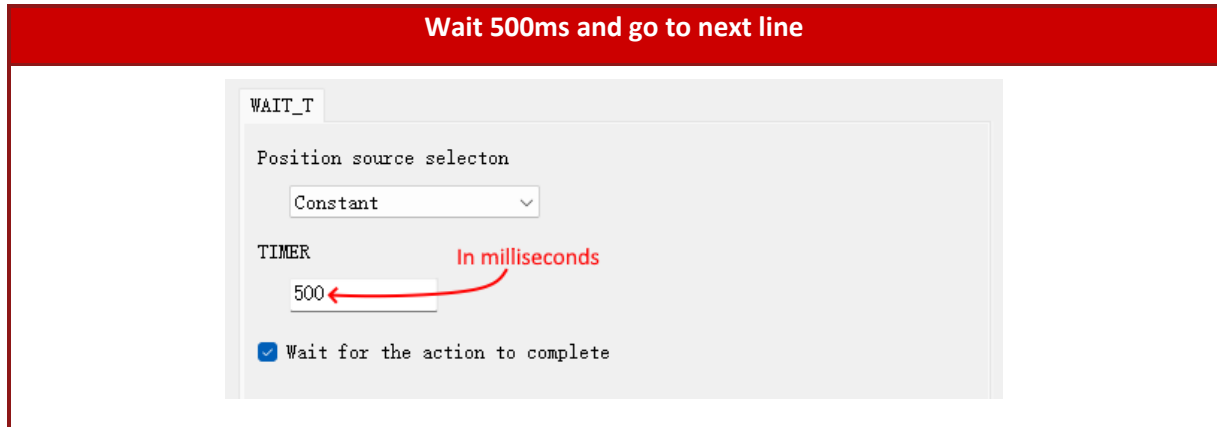 Wait 500ms and go to next line
WAIT_T
Position source selecton
Constant
TIMER
In milliseconds
500
Wait for the action to complete